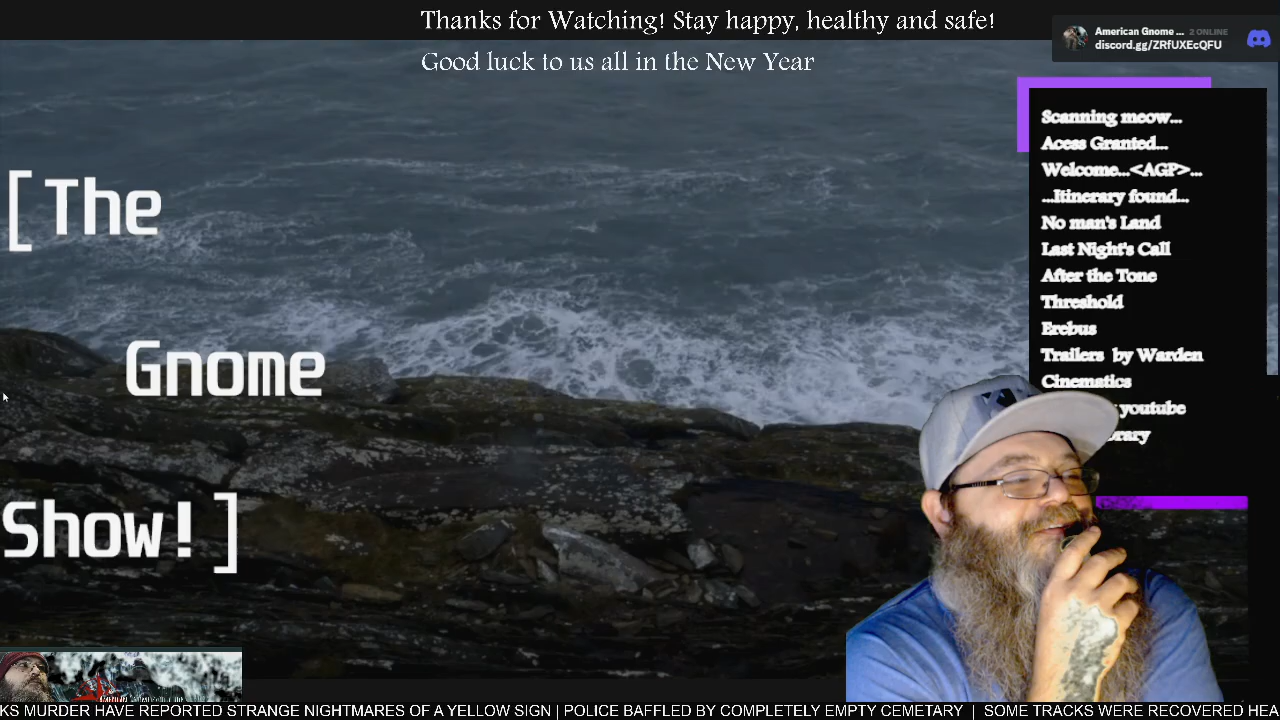 Thanks for Watching! Stay happy, healthy and safe!
Good luck to us all in the New Year
American Gnome ... 2 ONLINE
discord.gg/ZRfUXEcQFU
[The
Gnome
Show!]
Scanning meow...
Acess Granted...
Welcome...<AGP>...
...Itinerary found...
No man's Land
Last Night's Call
After the Tone
Threshold
Erebus
Trailers by Warden
Cinematics
youtube
KS MURDER HAVE REPORTED STRANGE NIGHTMARES OF A YELLOW SIGN | POLICE BAFFLED BY COMPLETELY EMPTY CEMETARY | SOME TRACKS WERE RECOVERED HEA